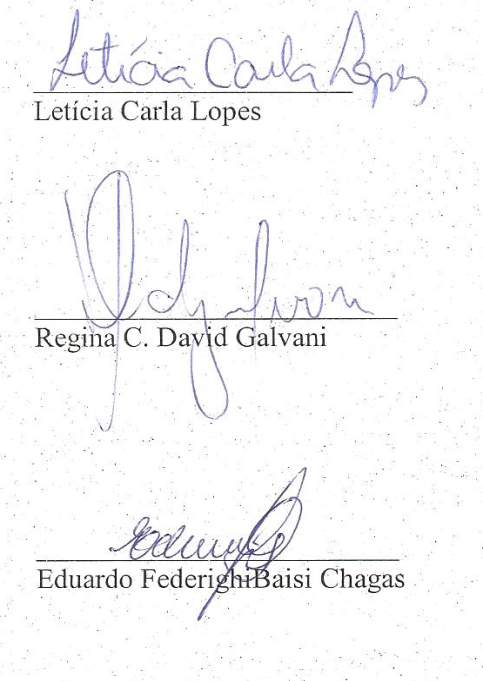 Letícia Carla Lopes
Letícia Carla Lopes
Regina C. David Galvani
Eduardo FederighiBaisi Chagas